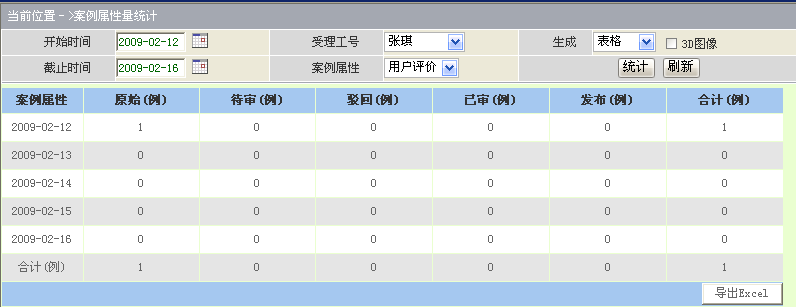 当前位置－>案例属性量统计
开始时间 2009-02-12 受理工号 张琪 生成 表格 3D图像
截止时间 2009-02-16 案例属性 用户评价 统计 刷新
案例属性 原始(例) 待审(例) 驳回(例) 已审(例) 发布(例) 合计(例)
2009-02-12 1 0 0 0 0 1
2009-02-13 0 0 0 0 0 0
2009-02-14 0 0 0 0 0 0
2009-02-15 0 0 0 0 0 0
2009-02-16 0 0 0 0 0 0
合计(例) 1 0 0 0 0 1
导出Excel